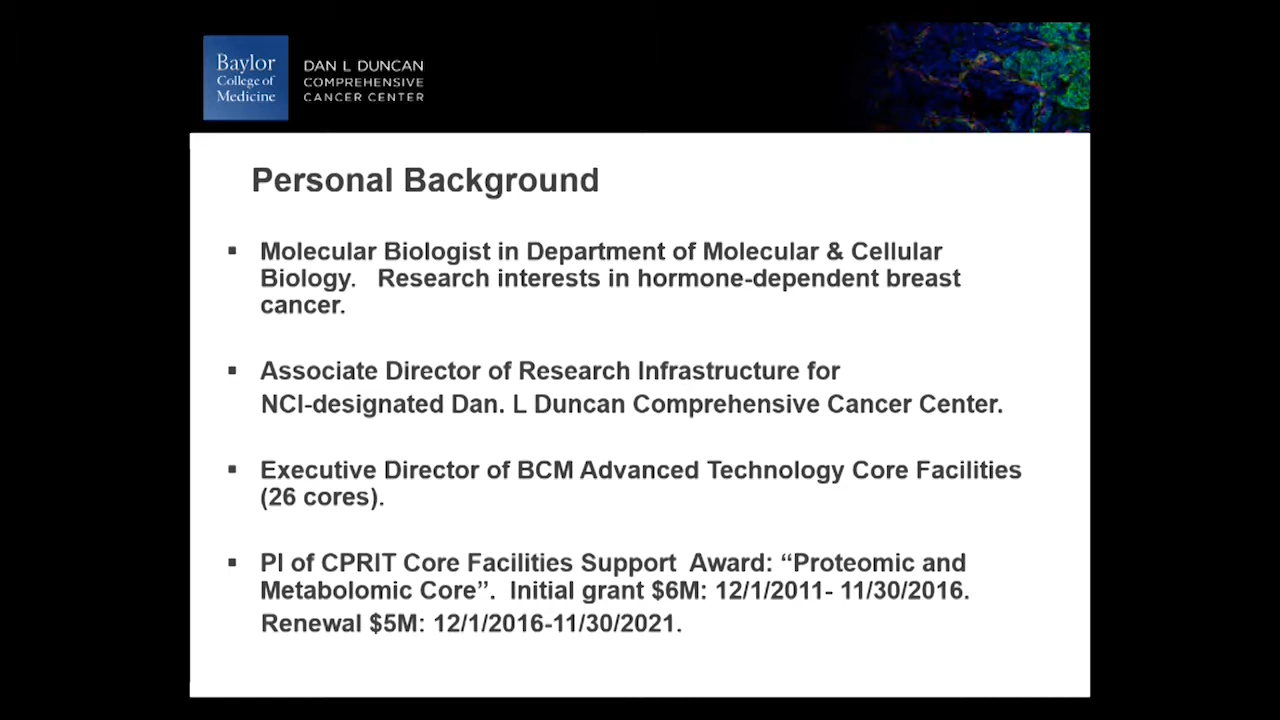 Baylor
College of
Medicine
DAN L DUNCAN
COMPREHENSIVE
CANCER CENTER
Personal Background
▪ Molecular Biologist in Department of Molecular & Cellular
Biology. Research interests in hormone-dependent breast
cancer.
▪ Associate Director of Research Infrastructure for
NCI-designated Dan. L Duncan Comprehensive Cancer Center.
▪ Executive Director of BCM Advanced Technology Core Facilities
(26 cores).
▪ PI of CPRIT Core Facilities Support Award: “Proteomic and
Metabolomic Core”. Initial grant $6M: 12/1/2011- 11/30/2016.
Renewal $5M: 12/1/2016-11/30/2021.